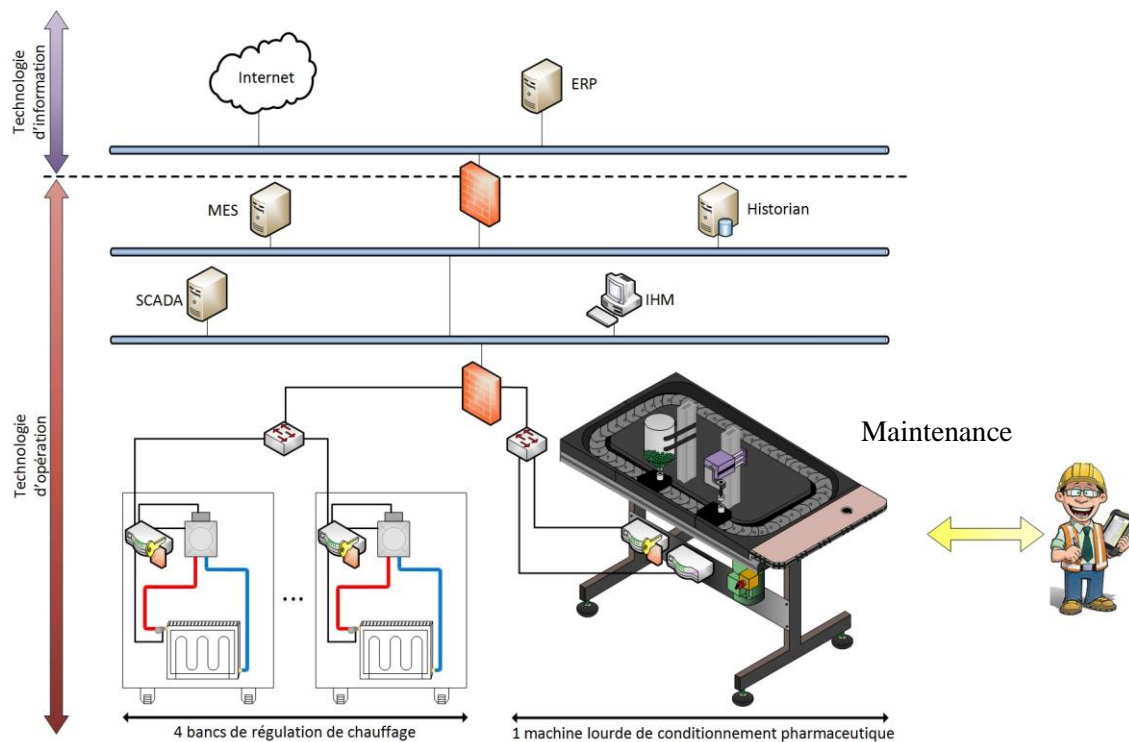 Technologie
d'information
Internet
ERP
MES
Historian
SCADA
IHM
Technologie
d'opération
Maintenance
...
4 bancs de régulation de chauffage
1 machine lourde de conditionnement pharmaceutique